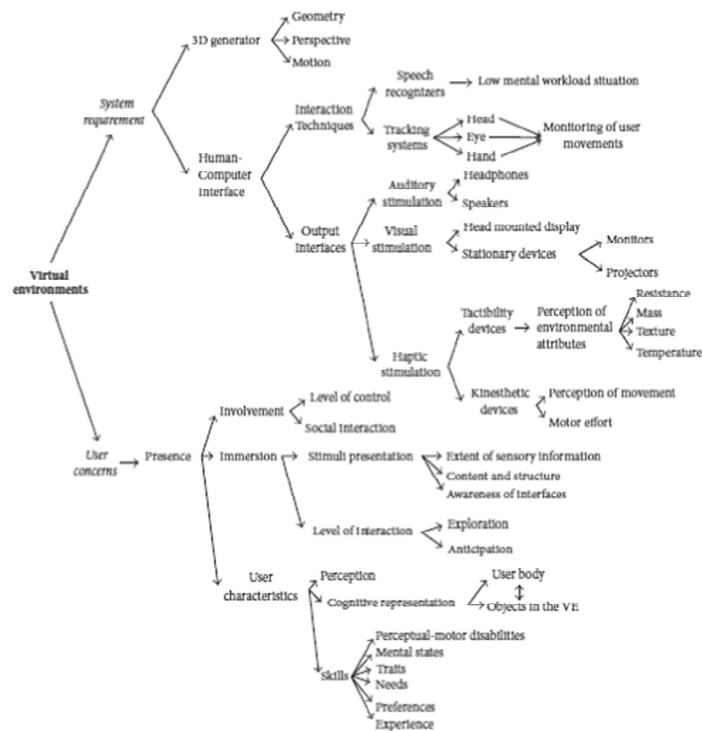 Geometry
3D generator
Perspective
Motion
Speech
recognizers
Low mental workload situation
System
requirement
Interaction
Techniques
Head
Tracking
systems
Eye
Monitoring of user
movements
Hand
Human-
Computer
Interface
Headphones
Auditory
stimulation
Speakers
Head mounted display
Output
Interfaces
Visual
stimulation
Monitors
Stationary devices
Projectors
Virtual
environments
Resistance
Tactibility
devices
Perception of
environmental
attributes
Mass
Texture
Temperature
Haptic
stimulation
Kinesthetic
devices
Perception of movement
Motor effort
Level of control
Involvement
Social interaction
User
concerns
Presence
Immersion
Stimuli presentation
Extent of sensory information
Content and structure
Awareness of interfaces
Level of interaction
Exploration
Anticipation
User
characteristics
Perception
User body
Cognitive representation
Objects in the VE
Perceptual-motor disabilities
Mental states
Traits
Skills
Needs
Preferences
Experience